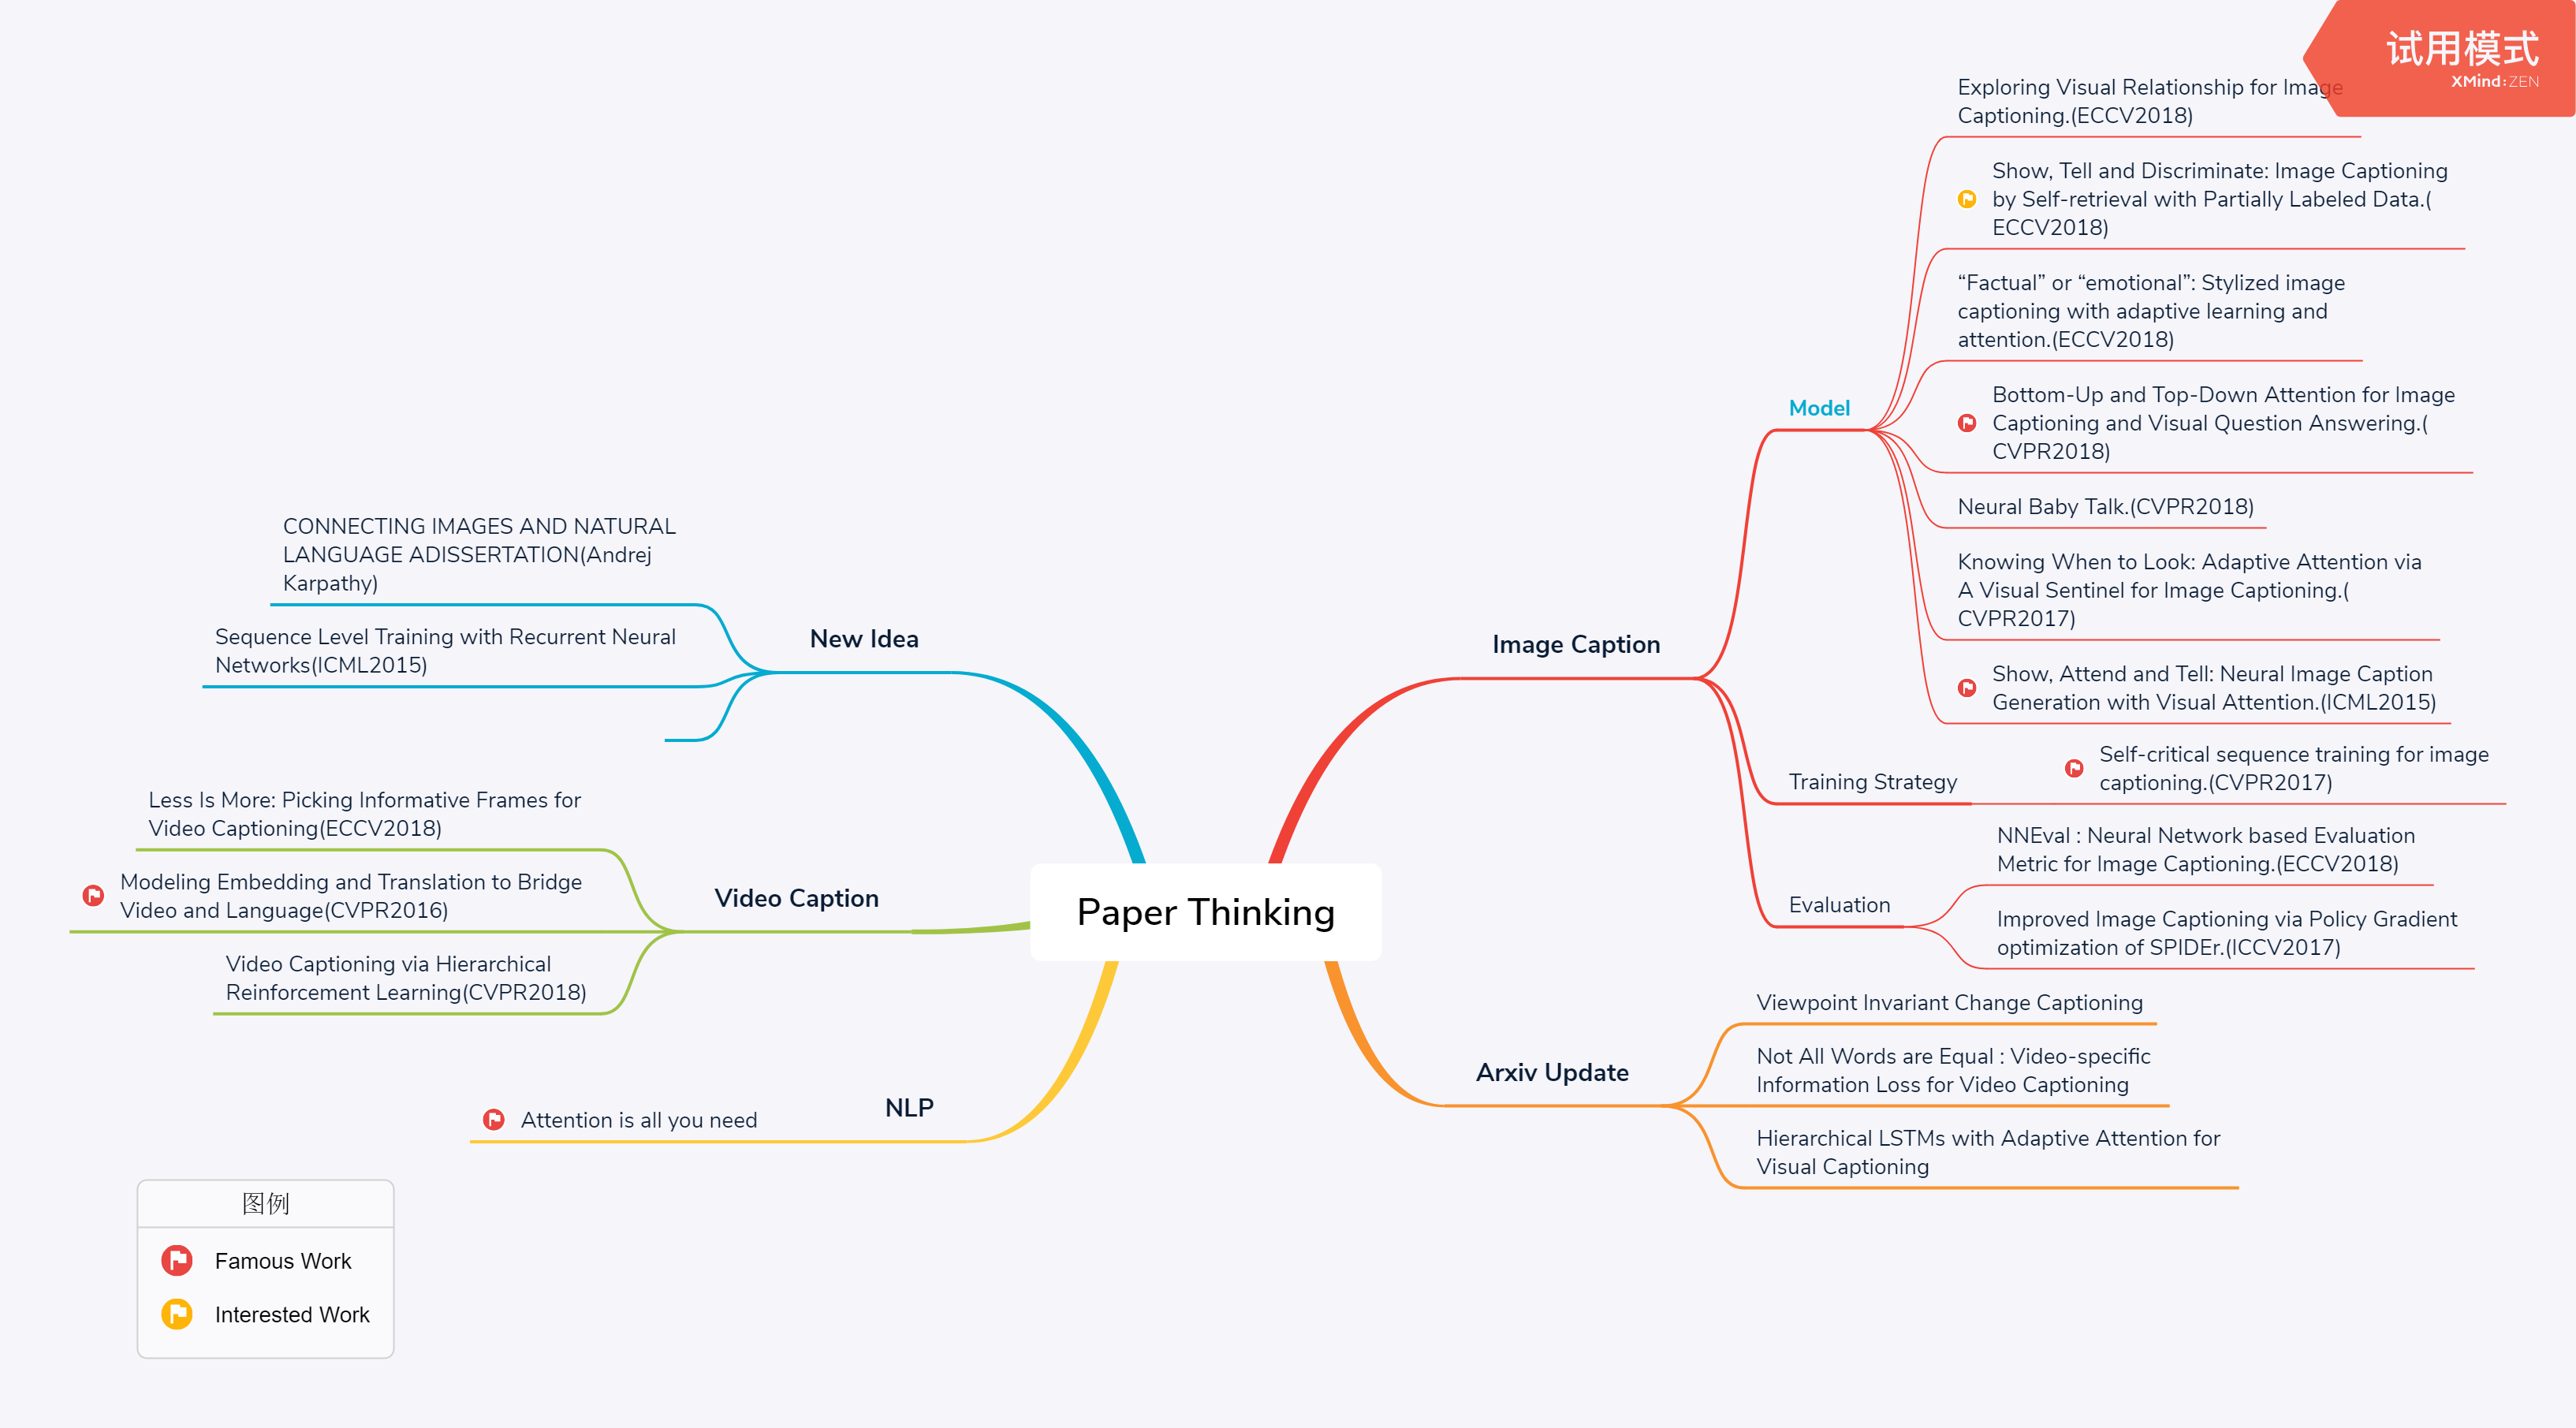 试用模式
XMind:ZEN
Exploring Visual Relationship for Image
Captioning.(ECCV2018)
Show, Tell and Discriminate: Image Captioning
by Self-retrieval with Partially Labeled Data.(
ECCV2018)
“Factual” or “emotional”: Stylized image
captioning with adaptive learning and
attention.(ECCV2018)
Model
Bottom-Up and Top-Down Attention for Image
Captioning and Visual Question Answering.(
CVPR2018)
Neural Baby Talk.(CVPR2018)
Knowing When to Look: Adaptive Attention via
A Visual Sentinel for Image Captioning.(
CVPR2017)
Show, Attend and Tell: Neural Image Caption
Generation with Visual Attention.(ICML2015)
Image Caption
Training Strategy
Self-critical sequence training for image
captioning.(CVPR2017)
Evaluation
NNEval : Neural Network based Evaluation
Metric for Image Captioning.(ECCV2018)
Improved Image Captioning via Policy Gradient
optimization of SPIDEr.(ICCV2017)
Arxiv Update
Viewpoint Invariant Change Captioning
Not All Words are Equal : Video-specific
Information Loss for Video Captioning
Hierarchical LSTMs with Adaptive Attention for
Visual Captioning
Paper Thinking
New Idea
CONNECTING IMAGES AND NATURAL
LANGUAGE ADISSERTATION(Andrej
Karpathy)
Sequence Level Training with Recurrent Neural
Networks(ICML2015)
Video Caption
Less Is More: Picking Informative Frames for
Video Captioning(ECCV2018)
Modeling Embedding and Translation to Bridge
Video and Language(CVPR2016)
Video Captioning via Hierarchical
Reinforcement Learning(CVPR2018)
NLP
Attention is all you need
图例
Famous Work
Interested Work